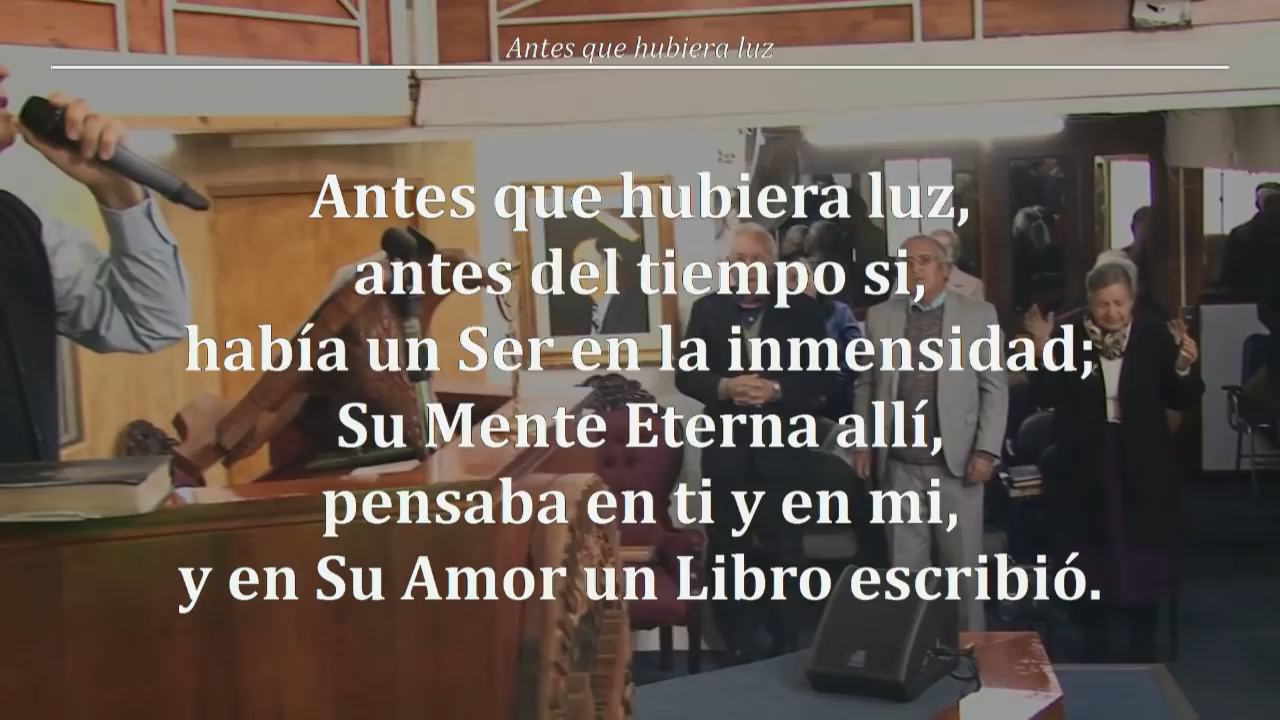 Antes que hubiera luz
Antes que hubiera luz,
antes del tiempo si,
había un Ser en la inmensidad;
Su Mente Eterna allí,
pensaba en ti y en mi,
y en Su Amor un Libro escribió.